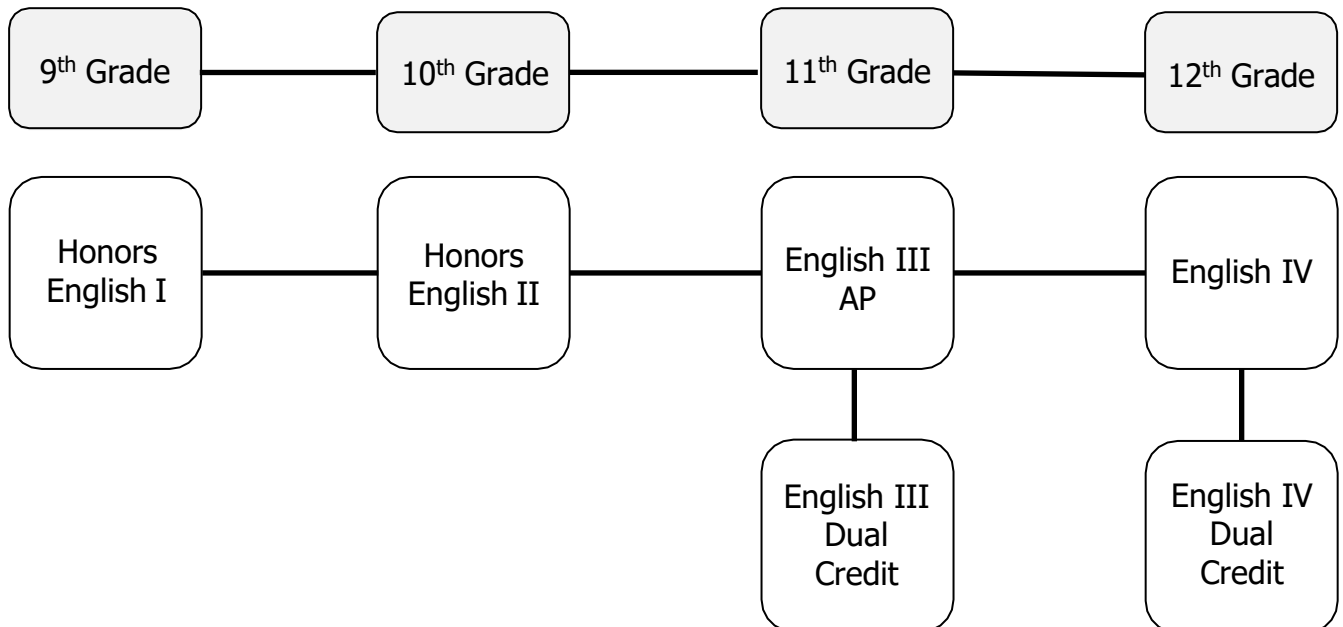 9th Grade
10th Grade
11th Grade
12th Grade
Honors
English I
Honors
English II
English III
AP
English IV
English III
Dual
Credit
English IV
Dual
Credit